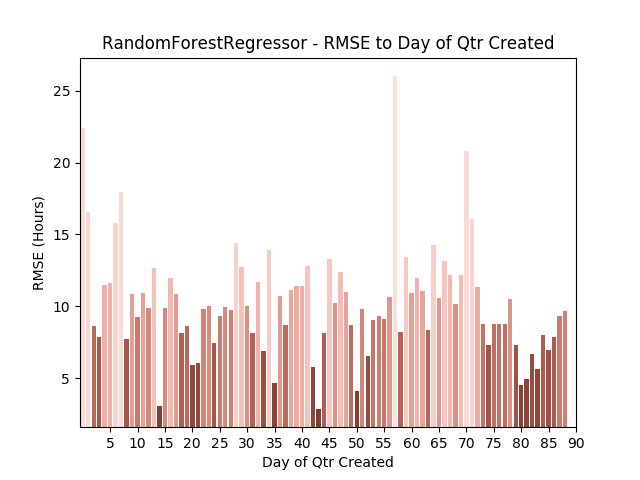 RandomForestRegressor - RMSE to Day of Qtr Created
25
20
15
10
5
RMSE (Hours)
5 10 15 20 25 30 35 40 45 50 55 60 65 70 75 80 85 90
Day of Qtr Created